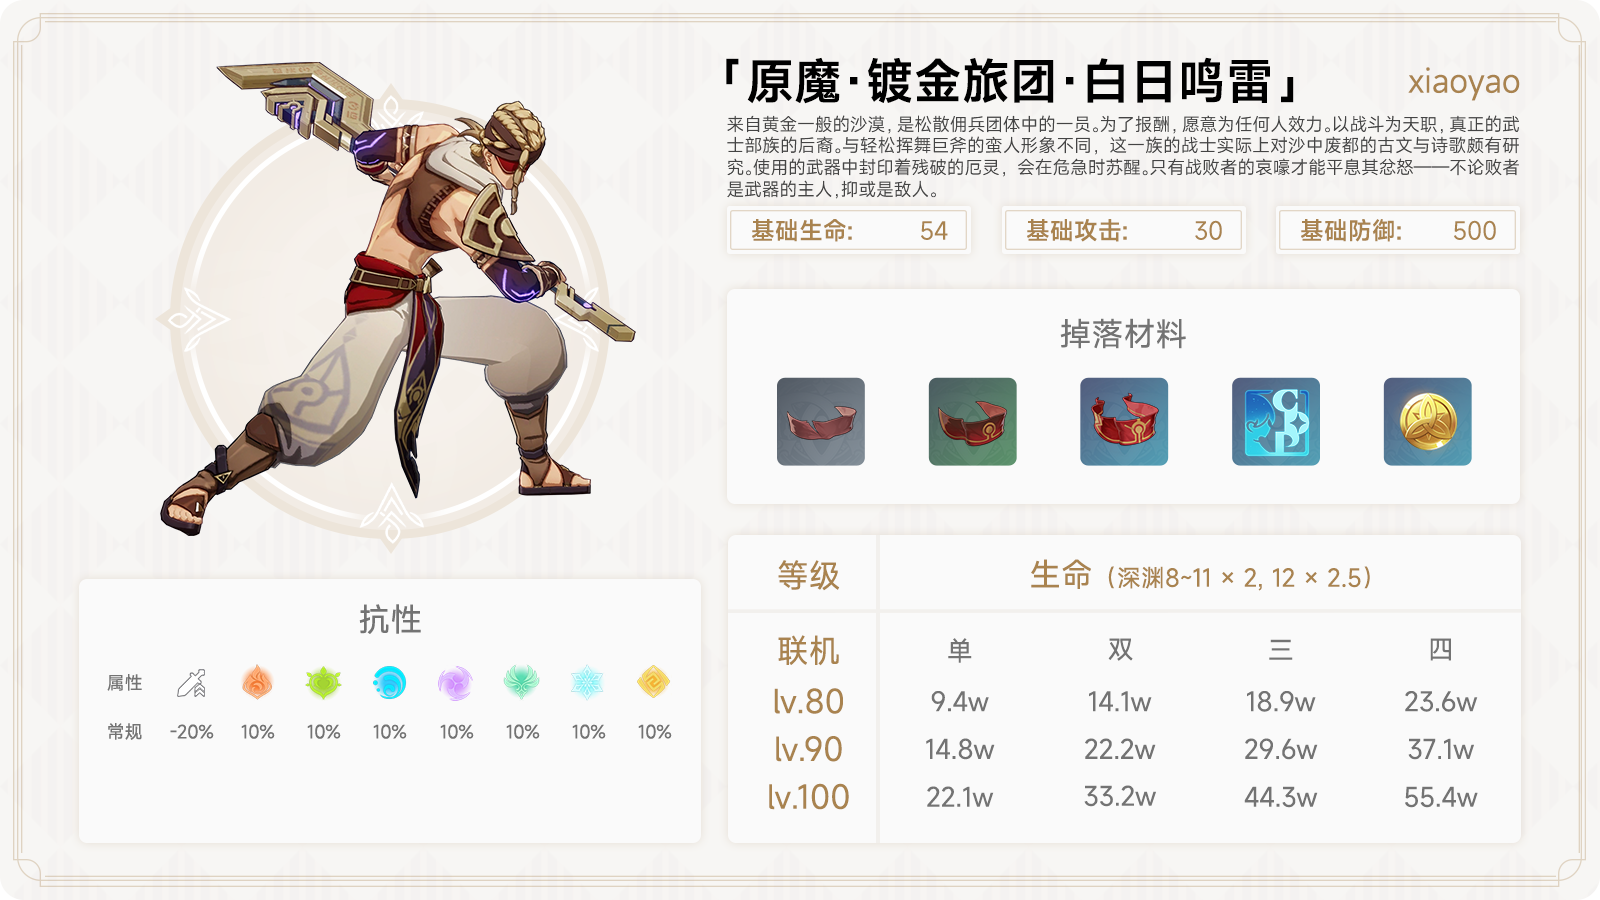 「原魔·镀金旅团·白日鸣雷」
xiaoyao
来自黄金一般的沙漠，是松散佣兵团体中的一员。为了报酬，愿意为任何人效力。以战斗为天职，真正的武
士部族的后裔。与轻松挥舞巨斧的蛮人形象不同，这一族的战士实际上对沙中废都的古文与诗歌颇有研
究。使用的武器中封印着残破的厄灵，会在危急时苏醒。只有战败者的哀嚎才能平息其忿怒——不论败者
是武器的主人，抑或是敌人。
基础生命: 54
基础攻击: 30
基础防御: 500
掉落材料
抗性
属性
常规 -20% 10% 10% 10% 10% 10% 10% 10%
等级 生命（深渊8~11 × 2, 12 × 2.5）
联机 单 双 三 四
lv.80 9.4w 14.1w 18.9w 23.6w
lv.90 14.8w 22.2w 29.6w 37.1w
lv.100 22.1w 33.2w 44.3w 55.4w